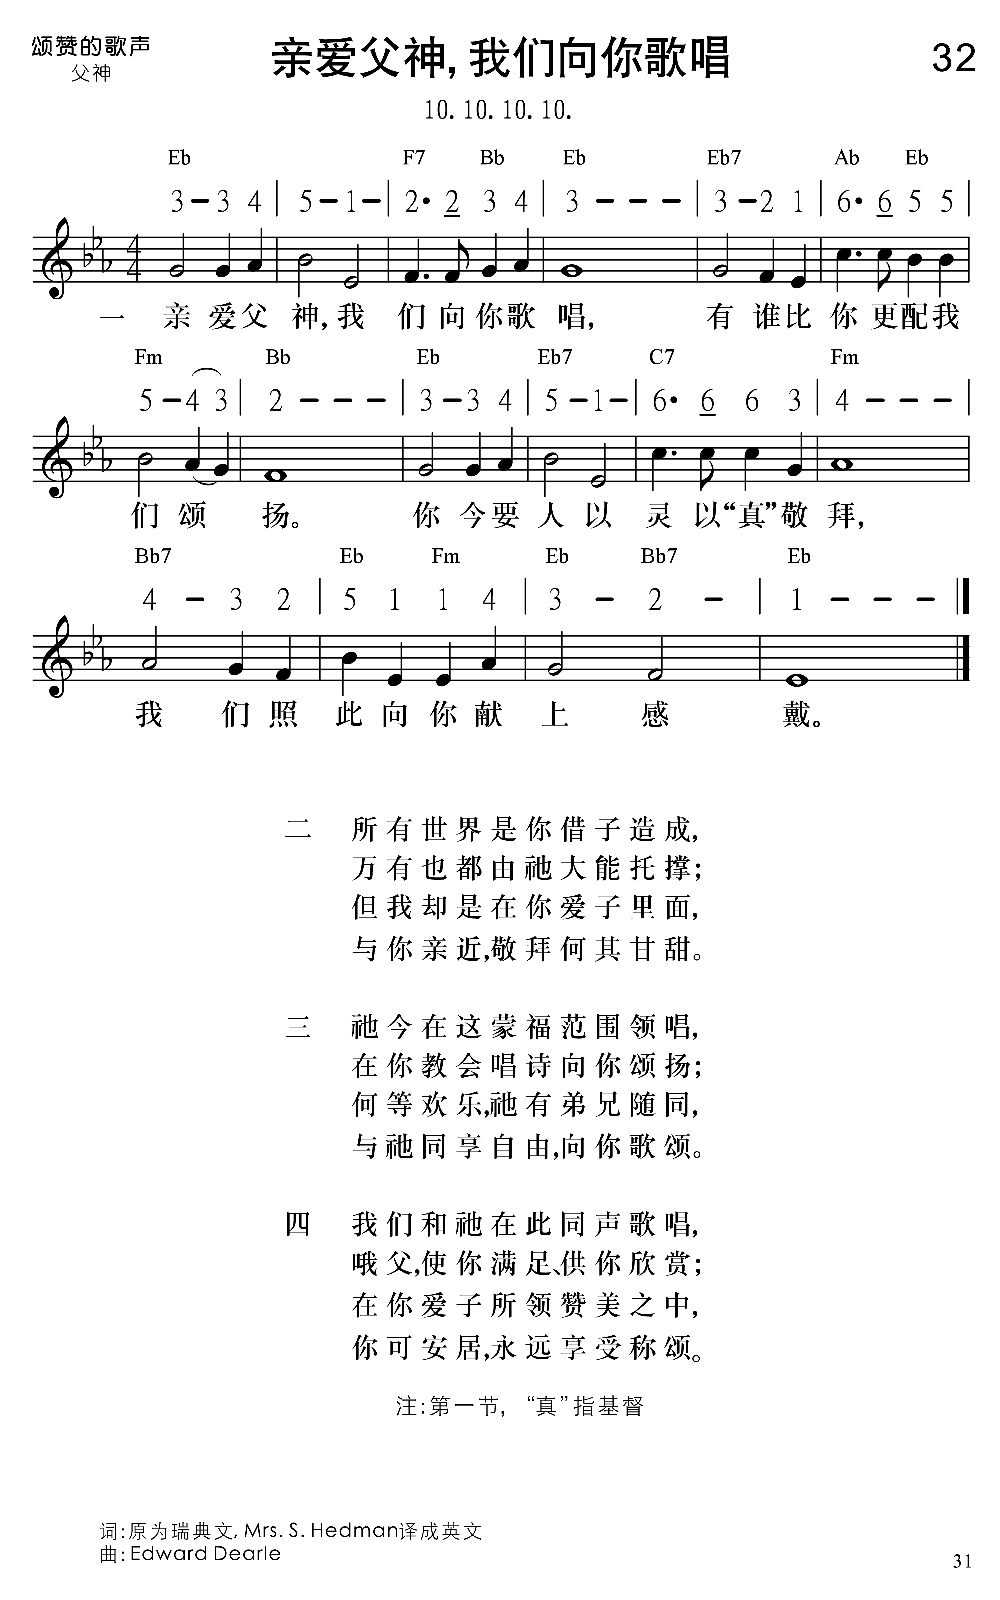 颂赞的歌声
父神
亲爱父神,我们向你歌唱
32
10. 10. 10. 10.
Eb F7 Bb Eb Eb7 Ab Eb
3 - 3 4 | 5 - 1 - | 2· 2 3 4 | 3 - - - | 3 - 2 1 | 6· 6 5 5 |
4
4
一 亲爱父神,我们向你歌唱, 有谁比你更配我
Fm Bb Eb Eb7 C7 Fm
5 - 4 3 | 2 - - - | 3 - 3 4 | 5 - 1 - | 6· 6 6 3 | 4 - - - |
们颂扬。 你今要人以灵以“真”敬拜,
Bb7 Eb Fm Eb Bb7 Eb
4 - 3 2 | 5 1 1 4 | 3 - 2 - | 1 - - - ||
我们照此向你献上感戴。
二 所有世界是你借子造成,
万有也都由祂大能托撑;
但我却是在你爱子里面,
与你亲近,敬拜何其甘甜。
三 祂今在这蒙福范围领唱,
在你教会唱诗向你颂扬;
何等欢乐,祂有弟兄随同,
与祂同享自由,向你歌颂。
四 我们和祂在此同声歌唱,
哦父,使你满足、供你欣赏;
在你爱子所领赞美之中,
你可安居,永远享受称颂。
注:第一节, “真”指基督
词:原为瑞典文, Mrs. S. Hedman译成英文
曲: Edward Dearle
31